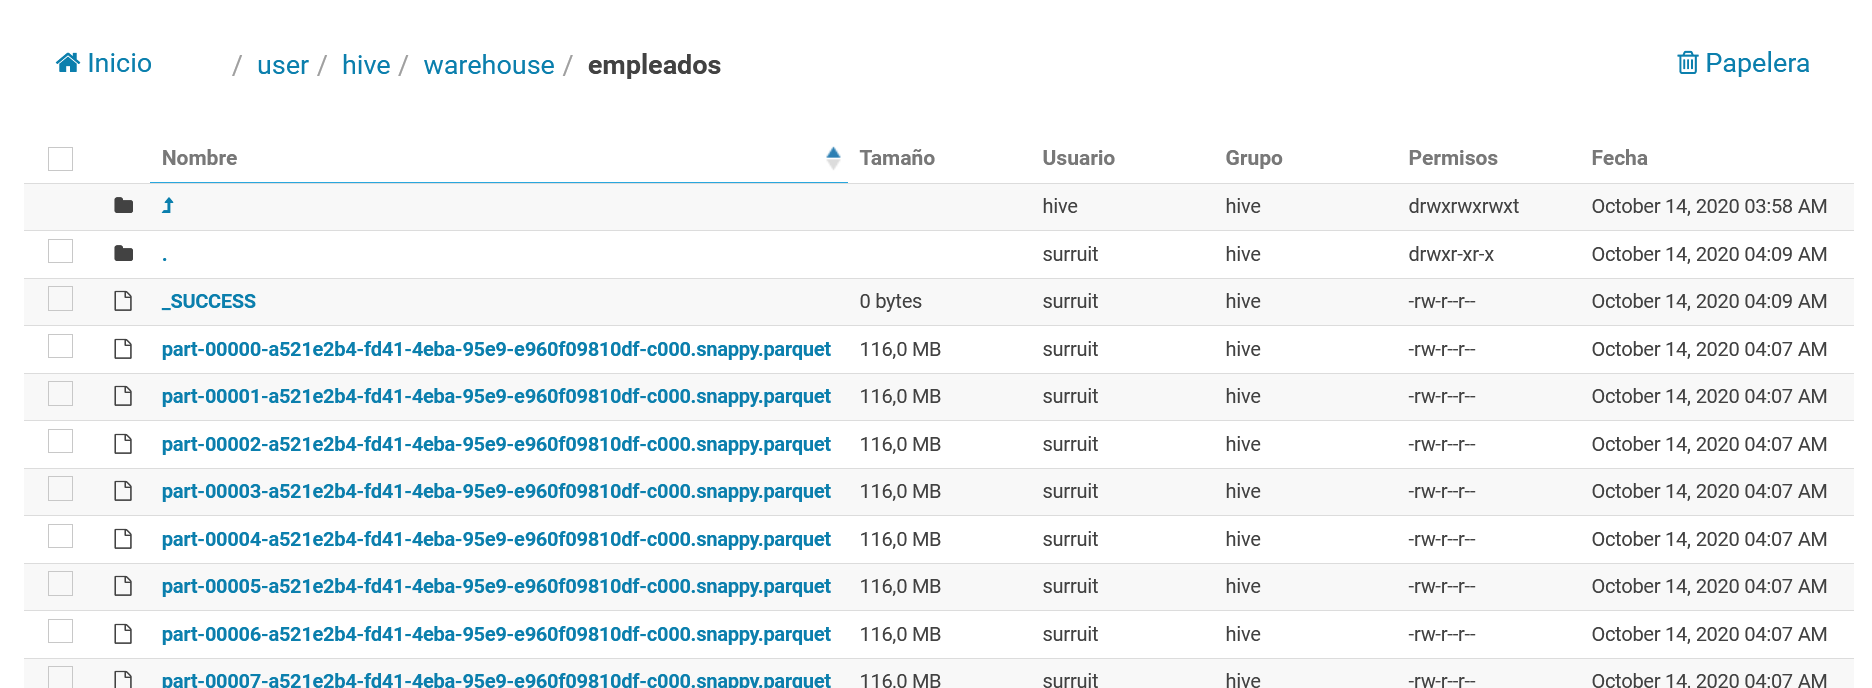 Inicio / user / hive / warehouse / empleados Papelera
Nombre Tamaño Usuario Grupo Permisos Fecha
hive hive drwxrwxrwxt October 14, 2020 03:58 AM
. surruit hive drwxr-xr-x October 14, 2020 04:09 AM
_SUCCESS 0 bytes surruit hive -rw-r--r-- October 14, 2020 04:09 AM
part-00000-a521e2b4-fd41-4eba-95e9-e960f09810df-c000.snappy.parquet 116,0 MB surruit hive -rw-r--r-- October 14, 2020 04:07 AM
part-00001-a521e2b4-fd41-4eba-95e9-e960f09810df-c000.snappy.parquet 116,0 MB surruit hive -rw-r--r-- October 14, 2020 04:07 AM
part-00002-a521e2b4-fd41-4eba-95e9-e960f09810df-c000.snappy.parquet 116,0 MB surruit hive -rw-r--r-- October 14, 2020 04:07 AM
part-00003-a521e2b4-fd41-4eba-95e9-e960f09810df-c000.snappy.parquet 116,0 MB surruit hive -rw-r--r-- October 14, 2020 04:07 AM
part-00004-a521e2b4-fd41-4eba-95e9-e960f09810df-c000.snappy.parquet 116,0 MB surruit hive -rw-r--r-- October 14, 2020 04:07 AM
part-00005-a521e2b4-fd41-4eba-95e9-e960f09810df-c000.snappy.parquet 116,0 MB surruit hive -rw-r--r-- October 14, 2020 04:07 AM
part-00006-a521e2b4-fd41-4eba-95e9-e960f09810df-c000.snappy.parquet 116,0 MB surruit hive -rw-r--r-- October 14, 2020 04:07 AM
part-00007-a521e2b4-fd41-4eba-95e9-e960f09810df-c000.snappy.parquet 116,0 MB surruit hive -rw-r--r-- October 14, 2020 04:07 AM